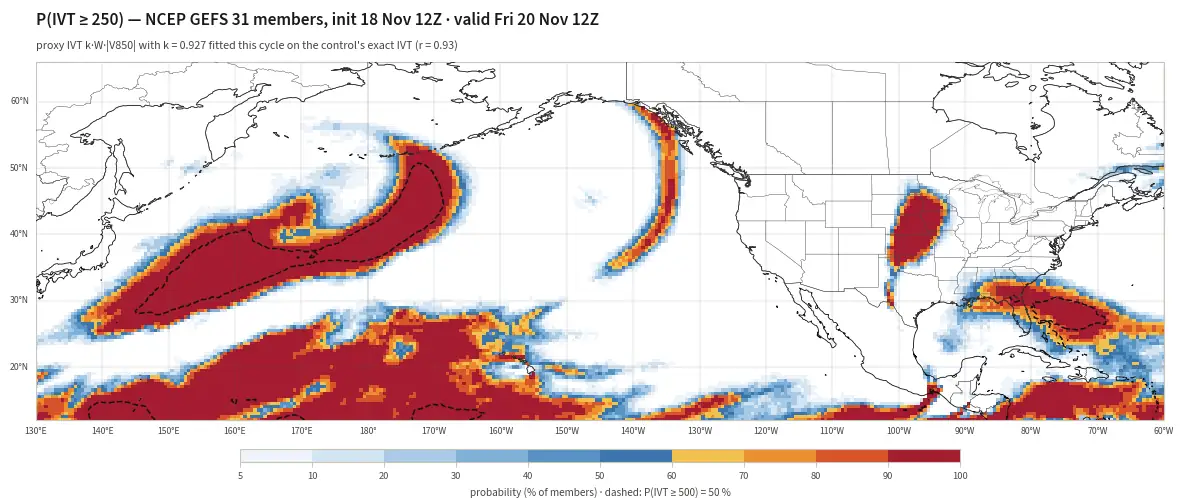 P(IVT ≥ 250) — NCEP GEFS 31 members, init 18 Nov 12Z · valid Fri 20 Nov 12Z
proxy IVT k·W·|V850| with k = 0.927 fitted this cycle on the control's exact IVT (r = 0.93)
60°N
50°N
40°N
30°N
20°N
130°E 140°E 150°E 160°E 170°E 180° 170°W 160°W 150°W 140°W 130°W 120°W 110°W 100°W 90°W 80°W 70°W 60°W
5 10 20 30 40 50 60 70 80 90 100
probability (% of members) · dashed: P(IVT ≥ 500) = 50 %